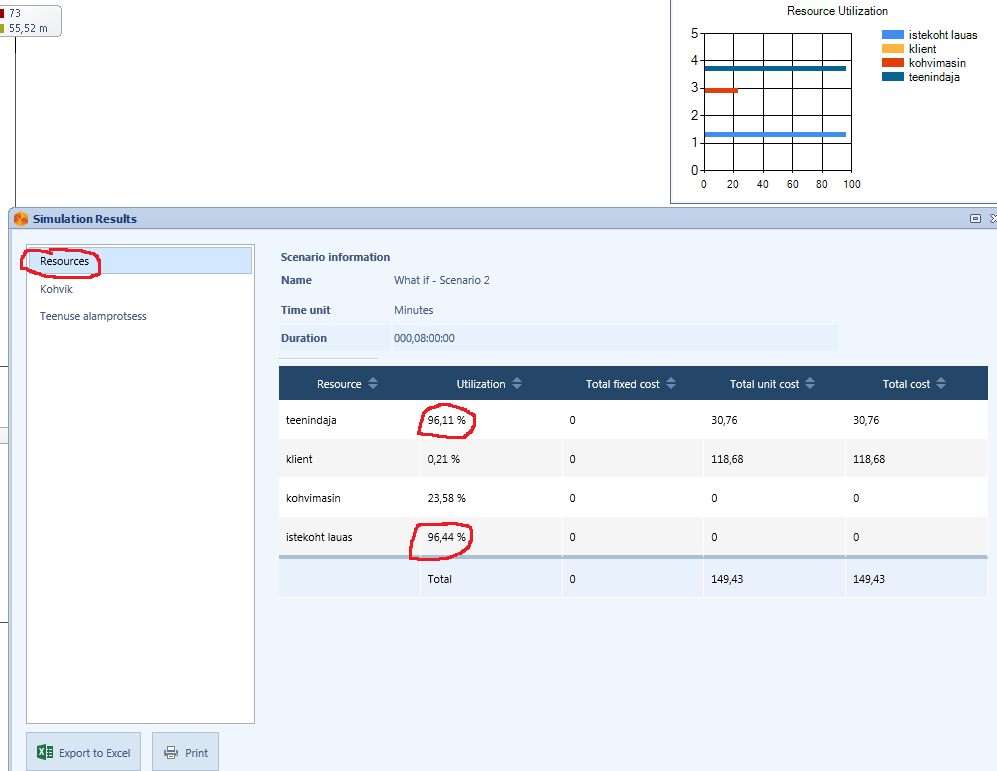 73
55,52 m
Resource Utilization
5
4
3
2
1
0
0 20 40 60 80 100
istekoht lauas
klient
kohvimasin
teenindaja
Simulation Results
Resources
Kohvik
Teenuse alamprotsess
Scenario information
Name What if - Scenario 2
Time unit Minutes
Duration 000,08:00:00
Resource Utilization Total fixed cost Total unit cost Total cost
teenindaja 96,11 % 0 30,76 30,76
klient 0,21 % 0 118,68 118,68
kohvimasin 23,58 % 0 0 0
istekoht lauas 96,44 % 0 0 0
Total 0 149,43 149,43
Export to Excel Print